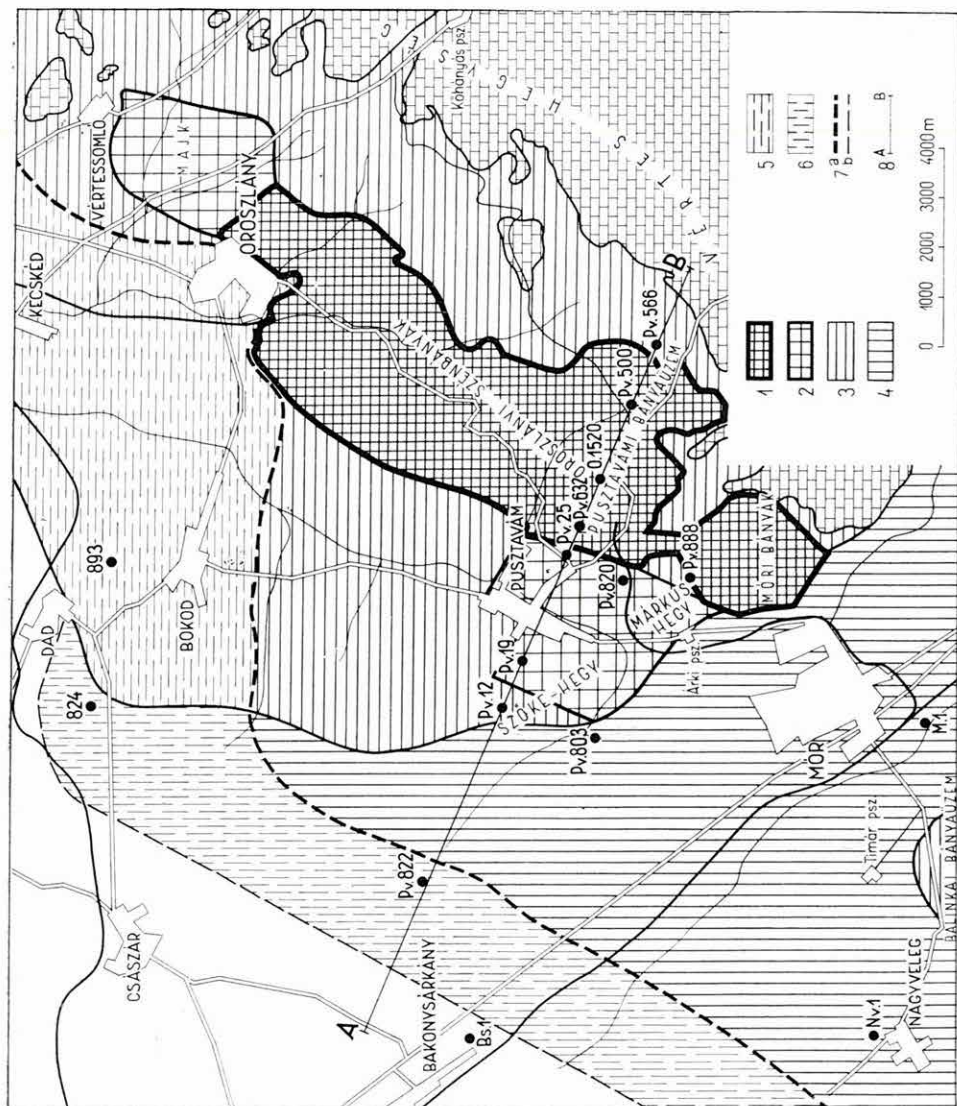 CSÁSZÁR
DAD
KECSKÉD
VÉRTESSOMLÓ
824
893
BOKOD
MAJK
OROSZLÁNY
A
Pv.822
BAKONYSÁRKÁNY
Bs.1
Pv.12
Pv.19
SZŐKE-HEGY
Pv.803
PUSZTAVÁM
Pv.25
Pv.632
O.1520
Pv.820
OROSZLÁNYI-SZÉNBÁNYÁK
PUSZTAVÁMI BÁNYAÜZEM
Pv.500
Pv.566
B
VÉRTES HEGYSÉG
Kőhányás psz.
MÁRKUS
HEGY
Pv.888
Árki psz.
MÓRI BÁNYÁK
MÓR
M.1
Timár psz.
Nv.1
NAGYVELEG
BALINKAI BÁNYAÜZEM
1
2
3
4
5
6
7 a
b
8 A B
0 1000 2000 3000 4000 m